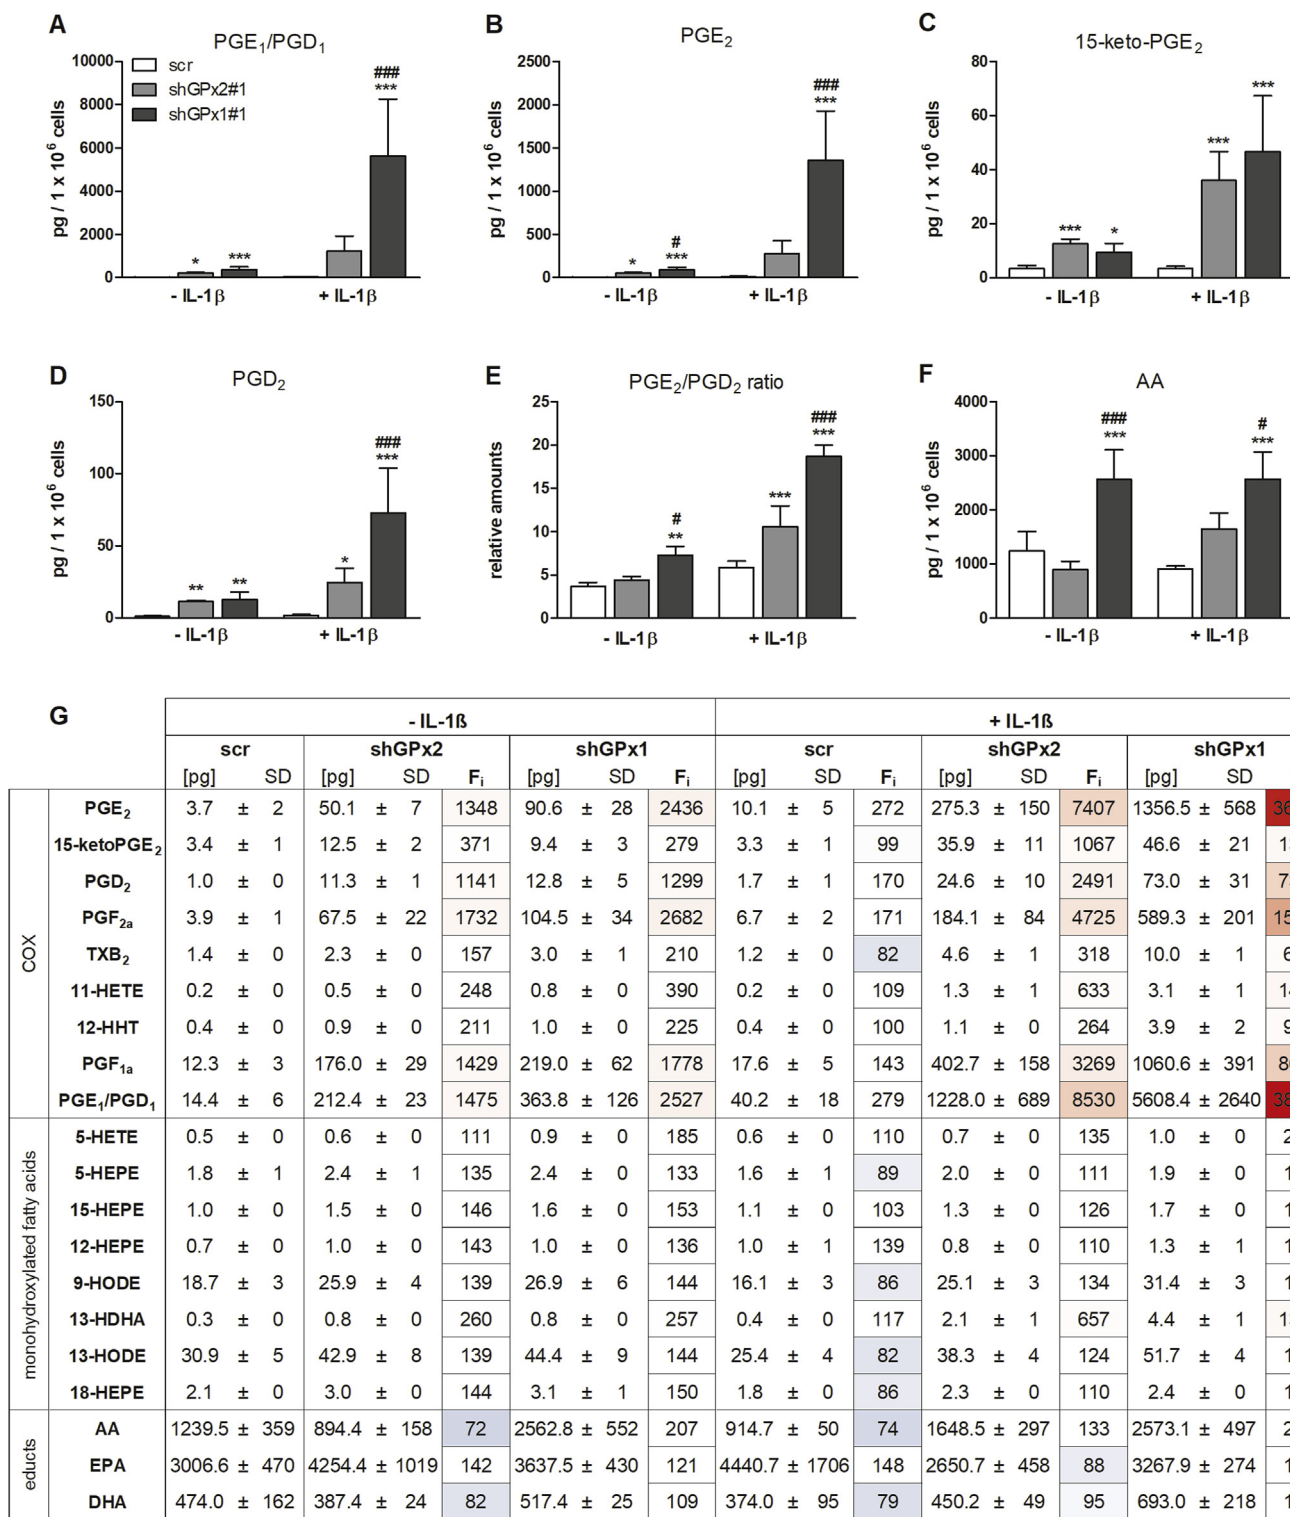 A
PGE1/PGD1
pg / 1 x 10^6 cells
10000
8000
6000
4000
2000
0
scr
shGPx2#1
shGPx1#1
* *** ### ***
- IL-1β + IL-1β
B
PGE2
pg / 1 x 10^6 cells
2500
2000
1500
1000
500
0
* # *** ### ***
- IL-1β + IL-1β
C
15-keto-PGE2
pg / 1 x 10^6 cells
80
60
40
20
0
*** * *** ***
- IL-1β + IL-1β
D
PGD2
pg / 1 x 10^6 cells
150
100
50
0
** ** * ### ***
- IL-1β + IL-1β
E
PGE2/PGD2 ratio
relative amounts
25
20
15
10
5
0
# ** *** ### ***
- IL-1β + IL-1β
F
AA
pg / 1 x 10^6 cells
4000
3000
2000
1000
0
### *** # ***
- IL-1β + IL-1β
G
- IL-1ß + IL-1ß
scr shGPx2 shGPx1 scr shGPx2 shGPx1
[pg] SD [pg] SD Fi [pg] SD Fi [pg] SD Fi [pg] SD Fi [pg] SD
COX
PGE2 3.7 ± 2 50.1 ± 7 1348 90.6 ± 28 2436 10.1 ± 5 272 275.3 ± 150 7407 1356.5 ± 568
15-ketoPGE2 3.4 ± 1 12.5 ± 2 371 9.4 ± 3 279 3.3 ± 1 99 35.9 ± 11 1067 46.6 ± 21
PGD2 1.0 ± 0 11.3 ± 1 1141 12.8 ± 5 1299 1.7 ± 1 170 24.6 ± 10 2491 73.0 ± 31
PGF2a 3.9 ± 1 67.5 ± 22 1732 104.5 ± 34 2682 6.7 ± 2 171 184.1 ± 84 4725 589.3 ± 201
TXB2 1.4 ± 0 2.3 ± 0 157 3.0 ± 1 210 1.2 ± 0 82 4.6 ± 1 318 10.0 ± 1
11-HETE 0.2 ± 0 0.5 ± 0 248 0.8 ± 0 390 0.2 ± 0 109 1.3 ± 1 633 3.1 ± 1
12-HHT 0.4 ± 0 0.9 ± 0 211 1.0 ± 0 225 0.4 ± 0 100 1.1 ± 0 264 3.9 ± 2
PGF1a 12.3 ± 3 176.0 ± 29 1429 219.0 ± 62 1778 17.6 ± 5 143 402.7 ± 158 3269 1060.6 ± 391
PGE1/PGD1 14.4 ± 6 212.4 ± 23 1475 363.8 ± 126 2527 40.2 ± 18 279 1228.0 ± 689 8530 5608.4 ± 2640
monohydroxylated fatty acids
5-HETE 0.5 ± 0 0.6 ± 0 111 0.9 ± 0 185 0.6 ± 0 110 0.7 ± 0 135 1.0 ± 0
5-HEPE 1.8 ± 1 2.4 ± 1 135 2.4 ± 0 133 1.6 ± 1 89 2.0 ± 0 111 1.9 ± 0
15-HEPE 1.0 ± 0 1.5 ± 0 146 1.6 ± 0 153 1.1 ± 0 103 1.3 ± 0 126 1.7 ± 0
12-HEPE 0.7 ± 0 1.0 ± 0 143 1.0 ± 0 136 1.0 ± 1 139 0.8 ± 0 110 1.3 ± 1
9-HODE 18.7 ± 3 25.9 ± 4 139 26.9 ± 6 144 16.1 ± 3 86 25.1 ± 3 134 31.4 ± 3
13-HDHA 0.3 ± 0 0.8 ± 0 260 0.8 ± 0 257 0.4 ± 0 117 2.1 ± 1 657 4.4 ± 1
13-HODE 30.9 ± 5 42.9 ± 8 139 44.4 ± 9 144 25.4 ± 4 82 38.3 ± 4 124 51.7 ± 4
18-HEPE 2.1 ± 0 3.0 ± 0 144 3.1 ± 1 150 1.8 ± 0 86 2.3 ± 0 110 2.4 ± 0
educts
AA 1239.5 ± 359 894.4 ± 158 72 2562.8 ± 552 207 914.7 ± 50 74 1648.5 ± 297 133 2573.1 ± 497
EPA 3006.6 ± 470 4254.4 ± 1019 142 3637.5 ± 430 121 4440.7 ± 1706 148 2650.7 ± 458 88 3267.9 ± 274
DHA 474.0 ± 162 387.4 ± 24 82 517.4 ± 25 109 374.0 ± 95 79 450.2 ± 49 95 693.0 ± 218